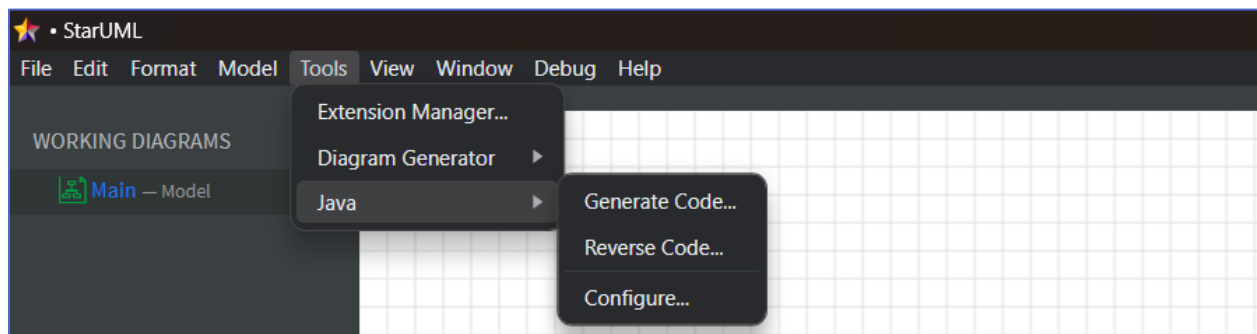 • StarUML
File Edit Format Model Tools View Window Debug Help
Extension Manager...
WORKING DIAGRAMS
Diagram Generator
Main — Model
Java
Generate Code...
Reverse Code...
Configure...